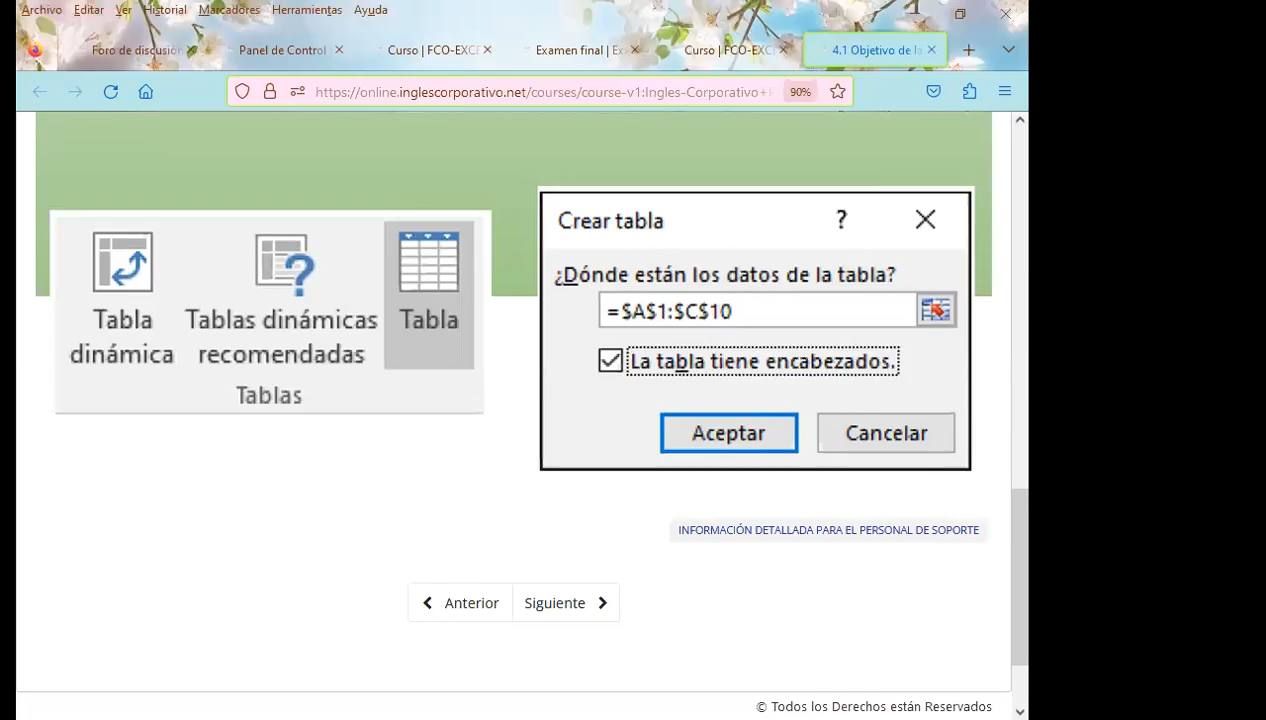 Archivo Editar Ver Historial Marcadores Herramientas Ayuda
Foro de discusión Panel de Control Curso | FCO-EXCE Examen final | Ex Curso | FCO-EXC 4.1 Objetivo de la
https://online.inglescorporativo.net/courses/course-v1:Ingles-Corporativo+ 90%
Crear tabla ?
¿Dónde están los datos de la tabla?
=$A$1:$C$10
La tabla tiene encabezados.
Aceptar Cancelar
Tabla dinámica
Tablas dinámicas recomendadas
Tabla
Tablas
INFORMACIÓN DETALLADA PARA EL PERSONAL DE SOPORTE
Anterior Siguiente
© Todos los Derechos están Reservados